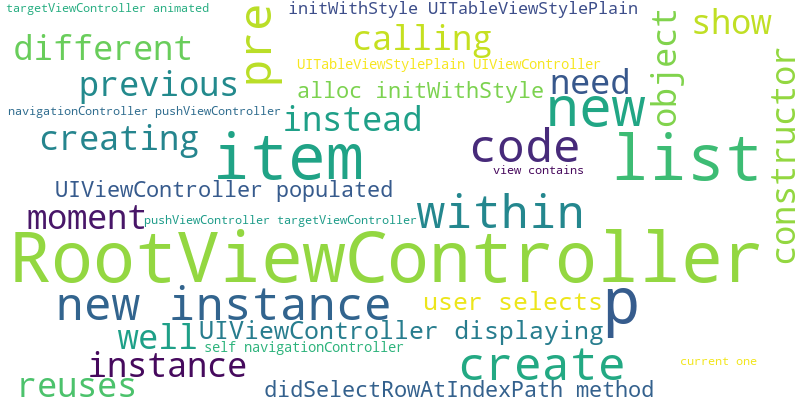 targetViewController animated
initWithStyle UITableViewStylePlain
pre
show
different
calling
object
UITableViewStylePlain UIViewController
previous
alloc initWithStyle
need
new
constructor
navigationController pushViewController
instead
creating
item
code
list
view contains
UIViewController populated
moment
pushViewController targetViewController
within
RootViewController
new instance
user selects
p
well
UIViewController displaying
self navigationController
instance
create
current one
reuses
didSelectRowAtIndexPath method